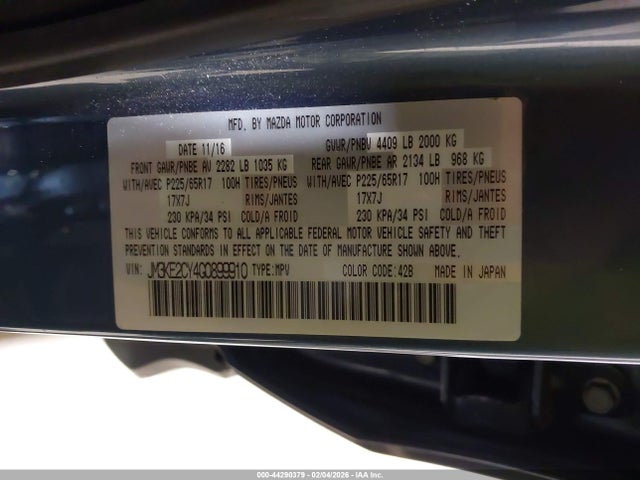 MFD. BY MAZDA MOTOR CORPORATION
DATE 11/16 GVWR/PNBV 4409 LB 2000 KG
FRONT GAWR/PNBE AV 2282 LB 1035 KG REAR GAWR/PNBE AR 2134 LB 968 KG
WITH/AVEC P225/65R17 100H TIRES/PNEUS WITH/AVEC P225/65R17 100H TIRES/PNEUS
17X7J RIMS/JANTES 17X7J RIMS/JANTES
230 KPA/34 PSI COLD/A FROID 230 KPA/34 PSI COLD/A FROID
THIS VEHICLE CONFORMS TO ALL APPLICABLE FEDERAL MOTOR VEHICLE SAFETY AND THEFT
PREVENTION STANDARDS IN EFFECT ON THE DATE OF MANUFACTURE SHOWN ABOVE.
VIN: JM3KE2CY4G0899910 TYPE:MPV COLOR CODE:42B MADE IN JAPAN
000-44290379 - 02/04/2026 - IAA Inc.